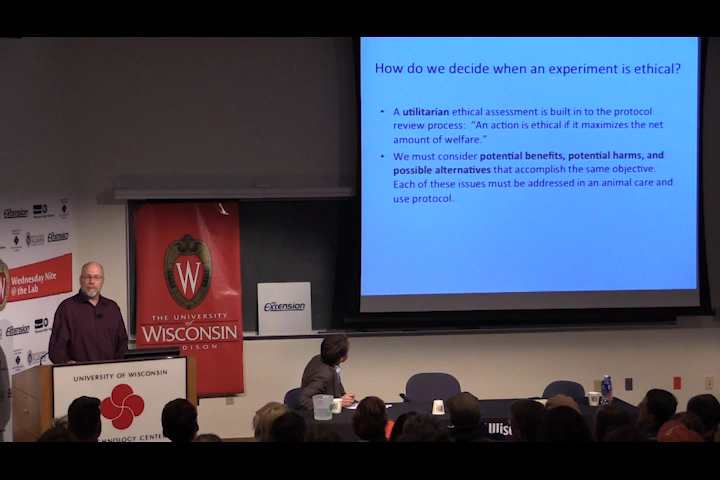 How do we decide when an experiment is ethical?
• A utilitarian ethical assessment is built in to the protocol
review process: "An action is ethical if it maximizes the net
amount of welfare."
• We must consider potential benefits, potential harms, and
possible alternatives that accomplish the same objective.
Each of these issues must be addressed in an animal care and
use protocol.
Extension
Extension
Wednesday Nite
@ the Lab
Extension
W
THE UNIVERSITY
of
WISCONSIN
MADISON
Extension
UNIVERSITY OF WISCONSIN